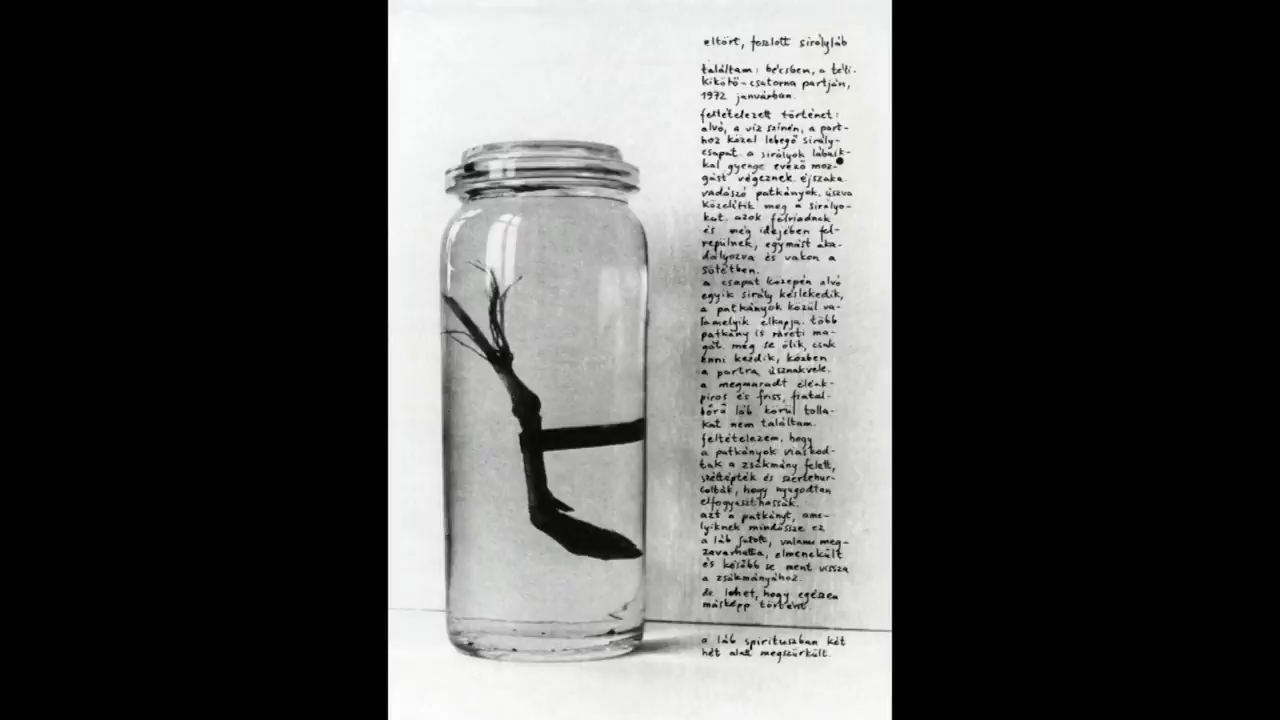 eltört, foszlott sirályláb
találtam: bécsben, a téli-
kikötő-csatorna partján,
1972 januárban.
feltételezett történet:
alvó, a víz színén, a part-
hoz közel lebegő sirály-
csapat. a sirályok lábaik-
kal gyenge evező moz-
gást végeznek. éjszaka
vadászó patkányok úszva
közelítik meg a sirályo-
kat. azok felriadnak
és még idejében fel-
repülnek, egymást aka-
dályozva és vakon a
sötétben.
a csapat közepén alvó
egyik sirály késlekedik,
a patkányok közül va-
lamelyik elkapja. több
patkány is ráveti ma-
gát. meg se ölik, csak
enni kezdik, közben
a partra úsznak vele.
a megmaradt élénk-
piros és friss, fiatal-
bőrű láb körül tolla-
kat nem találtam.
feltételezem, hogy
a patkányok viaskod-
tak a zsákmány felett,
széttépték és szertehur-
colták, hogy nyugodtan
elfogyaszthassák.
azt a patkányt, ame-
lyiknek mindössze ez
a láb jutott, valami meg-
zavarhatta, elmenekült
és később se ment vissza
a zsákmányához.
de lehet, hogy egészen
másképp történt.
a láb spirituszban két
hét alatt megszürkült.